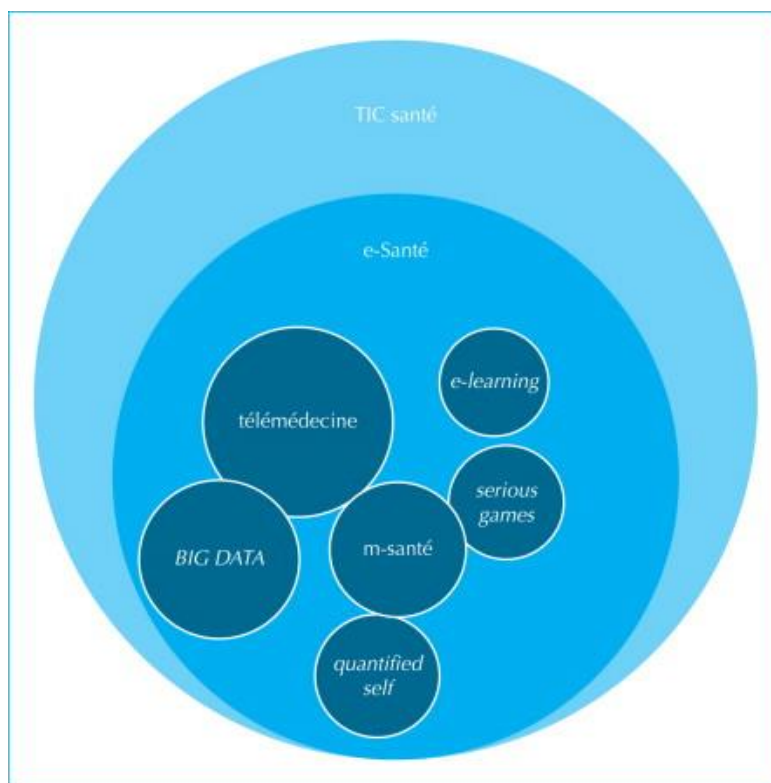 TIC santé
e-Santé
e-learning
télémédecine
serious
games
m-santé
BIG DATA
quantified
self